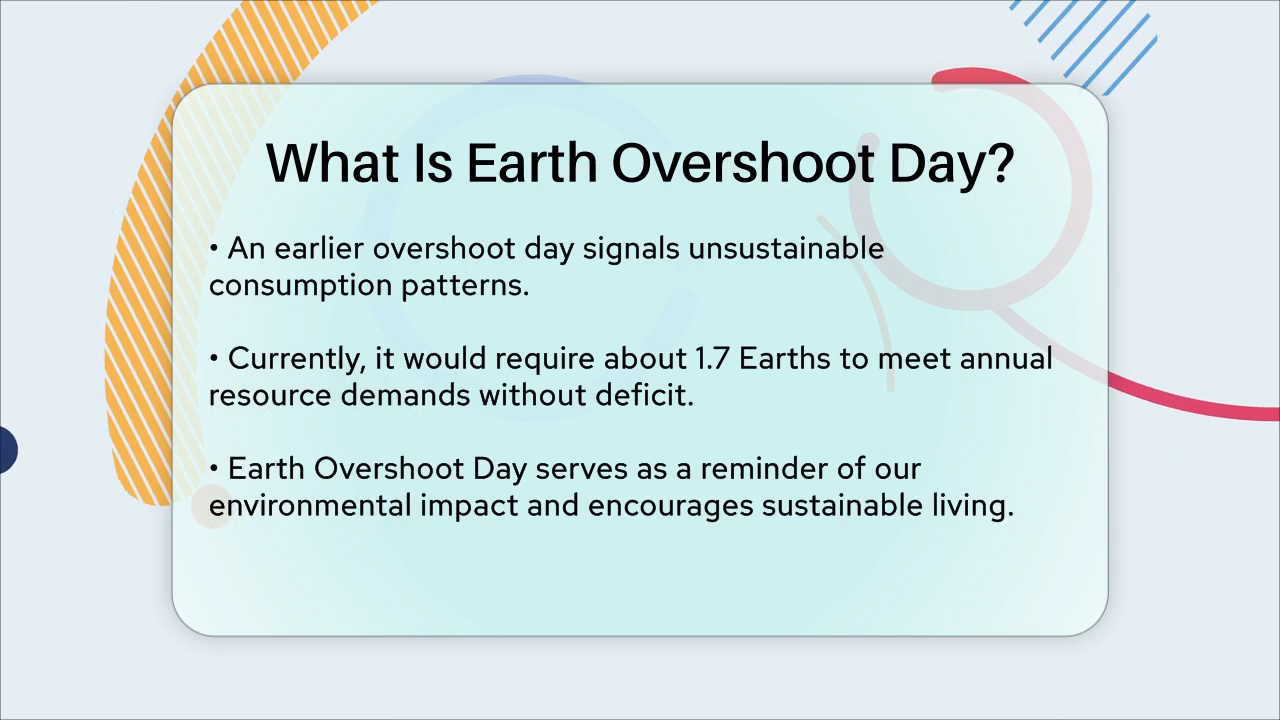 What Is Earth Overshoot Day?
• An earlier overshoot day signals unsustainable
consumption patterns.
• Currently, it would require about 1.7 Earths to meet annual
resource demands without deficit.
• Earth Overshoot Day serves as a reminder of our
environmental impact and encourages sustainable living.